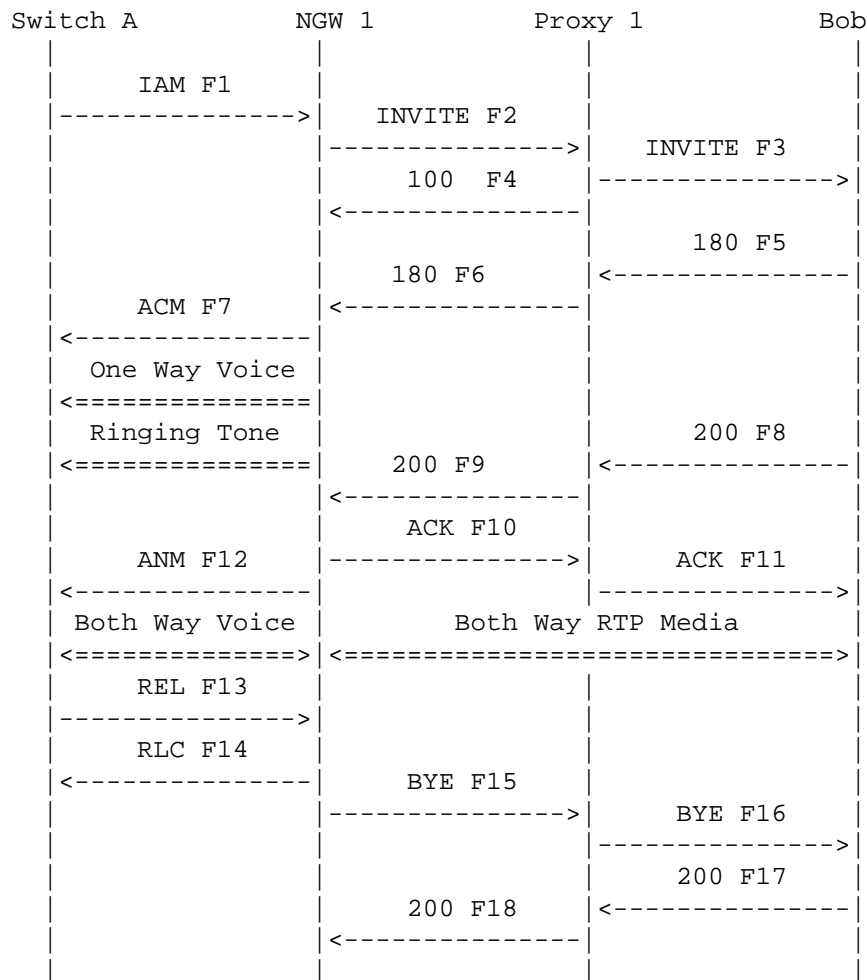 Switch A NGW 1 Proxy 1 Bob
IAM F1
INVITE F2
INVITE F3
100 F4
180 F5
180 F6
ACM F7
One Way Voice
Ringing Tone 200 F8
200 F9
ACK F10
ANM F12 ACK F11
Both Way Voice Both Way RTP Media
REL F13
RLC F14
BYE F15
BYE F16
200 F17
200 F18